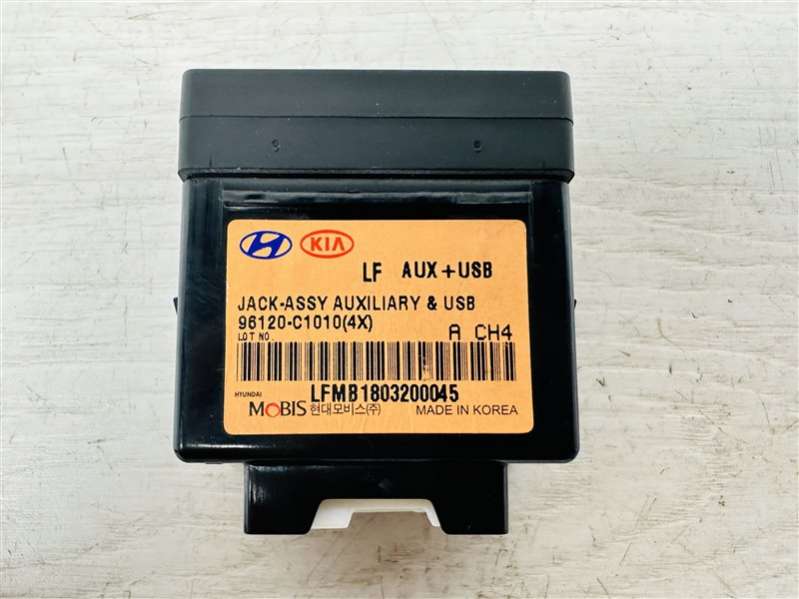 KIA
LF AUX+USB
JACK-ASSY AUXILIARY & USB
96120-C1010(4X)
LOT NO. A CH4
LFMB1803200045
HYUNDAI
MOBIS 현대모비스(주) MADE IN KOREA